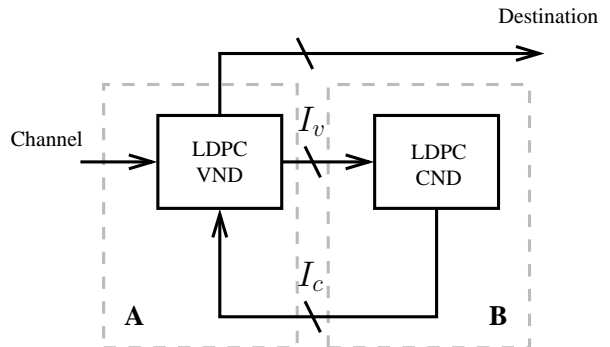 Destination
Channel
LDPC
VND
I_v
LDPC
CND
I_c
A
B